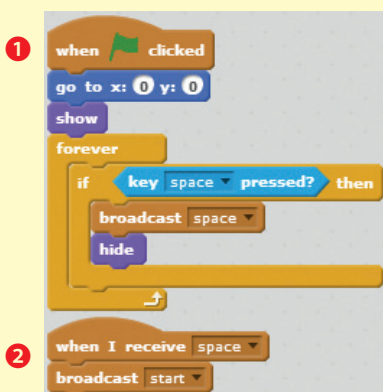 1
when clicked
go to x: 0 y: 0
show
forever
if key space pressed? then
broadcast space
hide
2
when I receive space
broadcast start